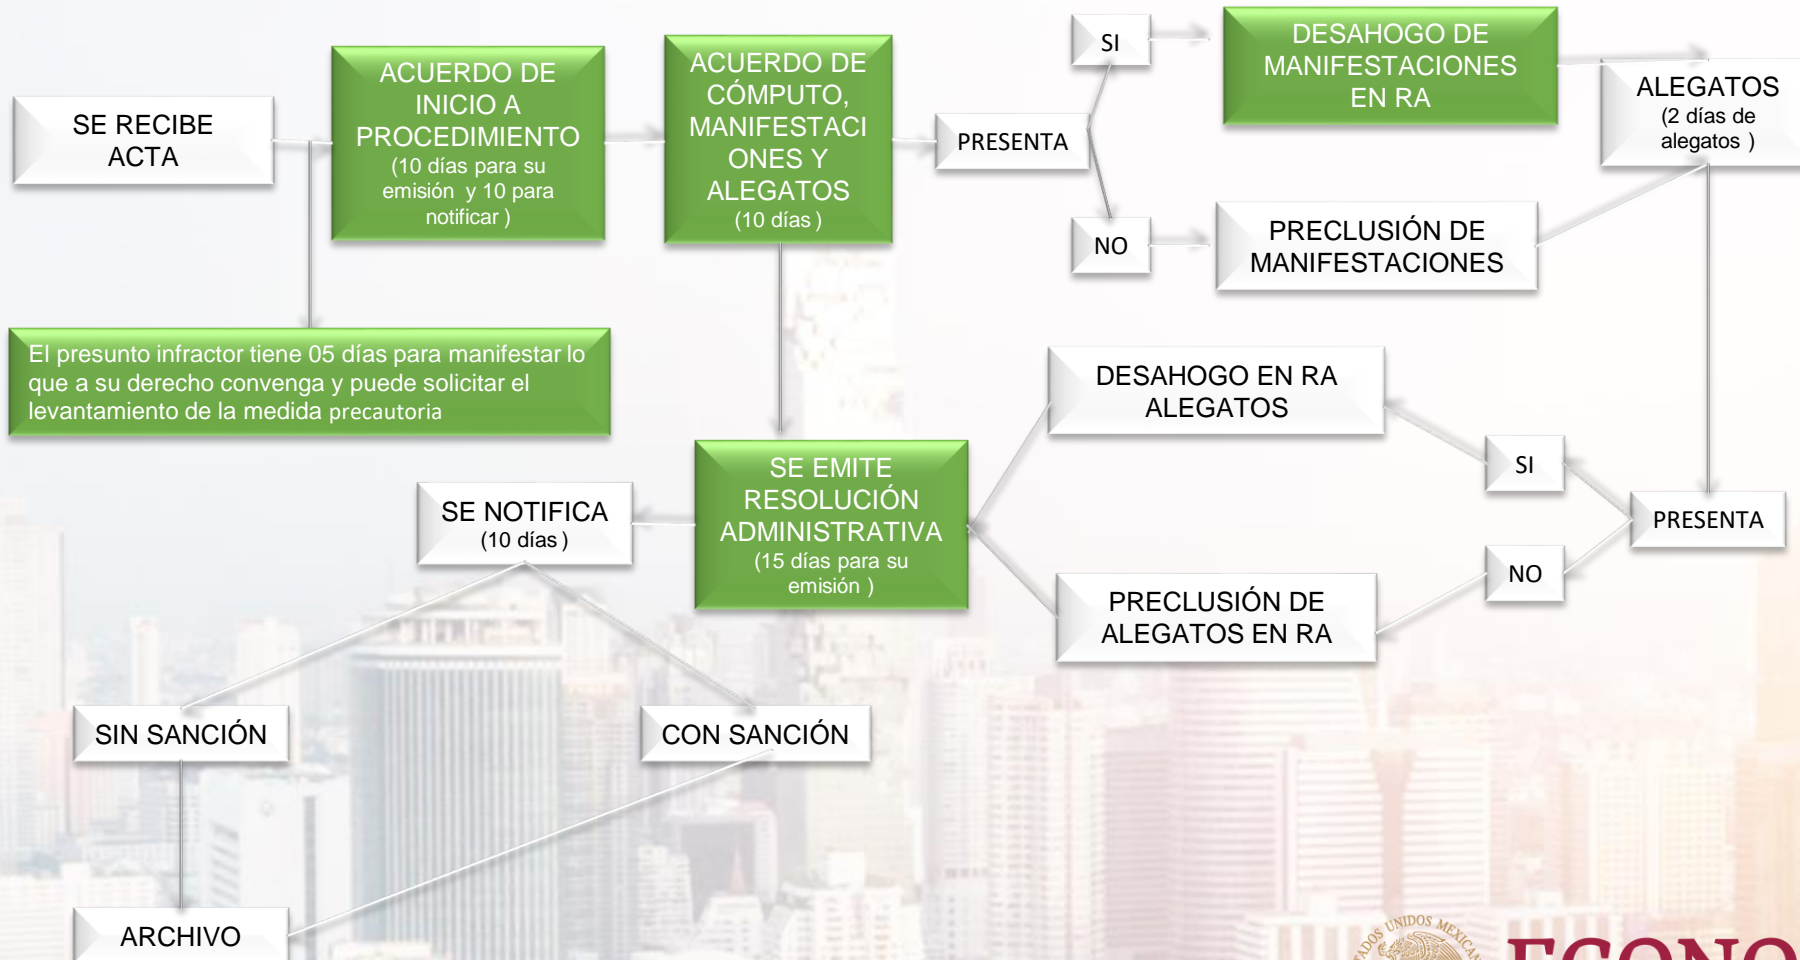 SE RECIBE
ACTA
ACUERDO DE
INICIO A
PROCEDIMIENTO
(10 días para su
emisión y 10 para
notificar )
ACUERDO DE
CÓMPUTO,
MANIFESTACI
ONES Y
ALEGATOS
(10 días )
PRESENTA
SI
NO
DESAHOGO DE
MANIFESTACIONES
EN RA
PRECLUSIÓN DE
MANIFESTACIONES
ALEGATOS
(2 días de
alegatos )
El presunto infractor tiene 05 días para manifestar lo
que a su derecho convenga y puede solicitar el
levantamiento de la medida precautoria
PRESENTA
SI
NO
DESAHOGO EN RA
ALEGATOS
PRECLUSIÓN DE
ALEGATOS EN RA
SE EMITE
RESOLUCIÓN
ADMINISTRATIVA
(15 días para su
emisión )
SE NOTIFICA
(10 días )
SIN SANCIÓN
CON SANCIÓN
ARCHIVO
UNIDOS